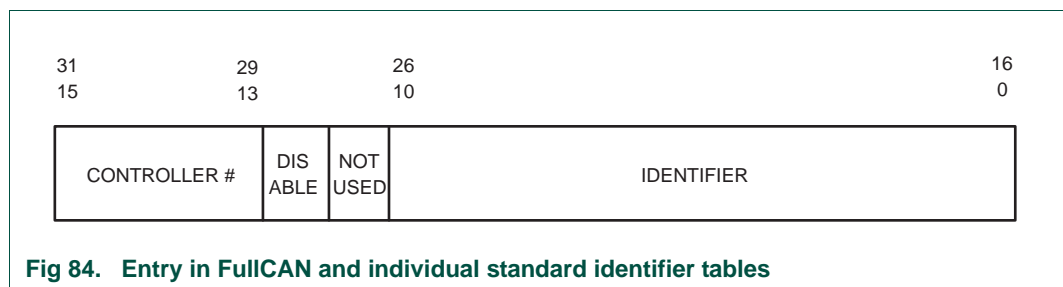 31 29 26 16
15 13 10 0
CONTROLLER #
DIS
ABLE
NOT
USED
IDENTIFIER
Fig 84. Entry in FullCAN and individual standard identifier tables